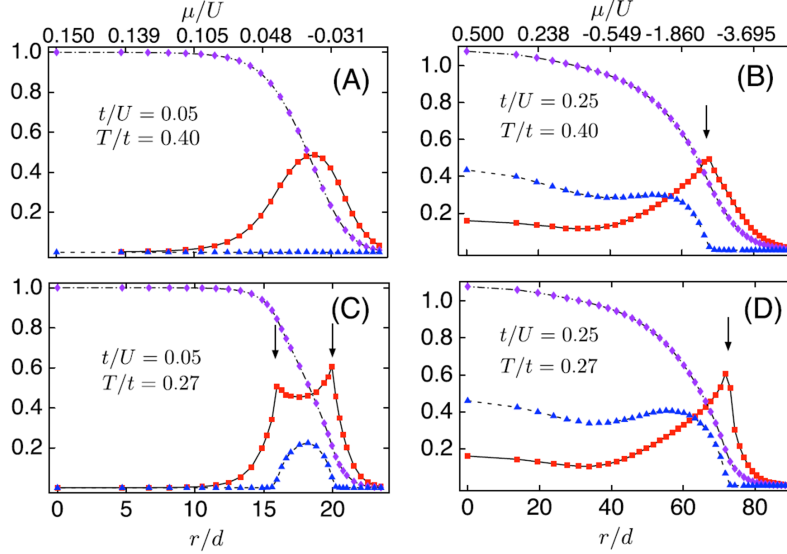 μ/U μ/U
0.150 0.139 0.105 0.048 -0.031 0.500 0.238 -0.549 -1.860 -3.695
1.0 (A) 1.0 (B)
0.8 t/U = 0.05 0.8 t/U = 0.25
T/t = 0.40 T/t = 0.40
0.6 0.6
0.4 0.4
0.2 0.2
1.0 (C) 1.0 (D)
0.8 t/U = 0.05 0.8 t/U = 0.25
T/t = 0.27 T/t = 0.27
0.6 0.6
0.4 0.4
0.2 0.2
0 5 10 15 20 0 20 40 60 80
r/d r/d